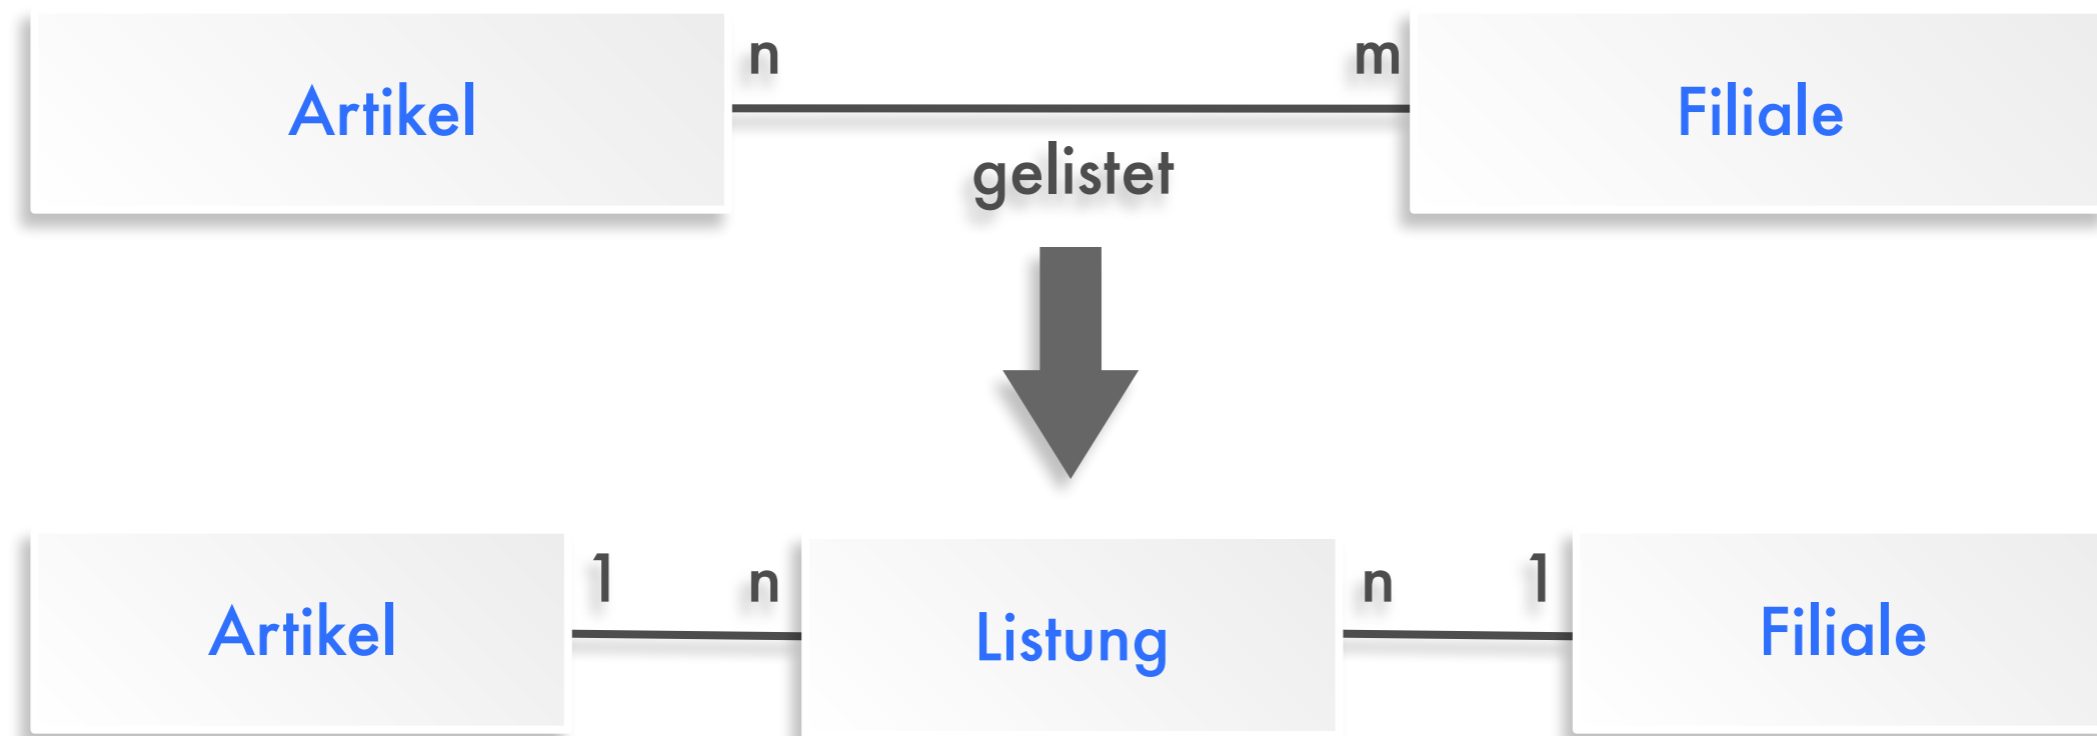 n m
Artikel Filiale
gelistet
1 n n 1
Artikel Listung Filiale